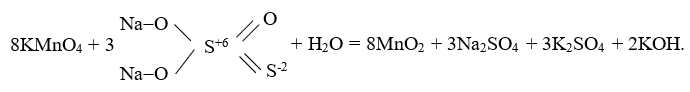 Na–O O
8KMnO₄ + 3 S⁺⁶ + H₂O = 8MnO₂ + 3Na₂SO₄ + 3K₂SO₄ + 2KOH.
Na–O S⁻²